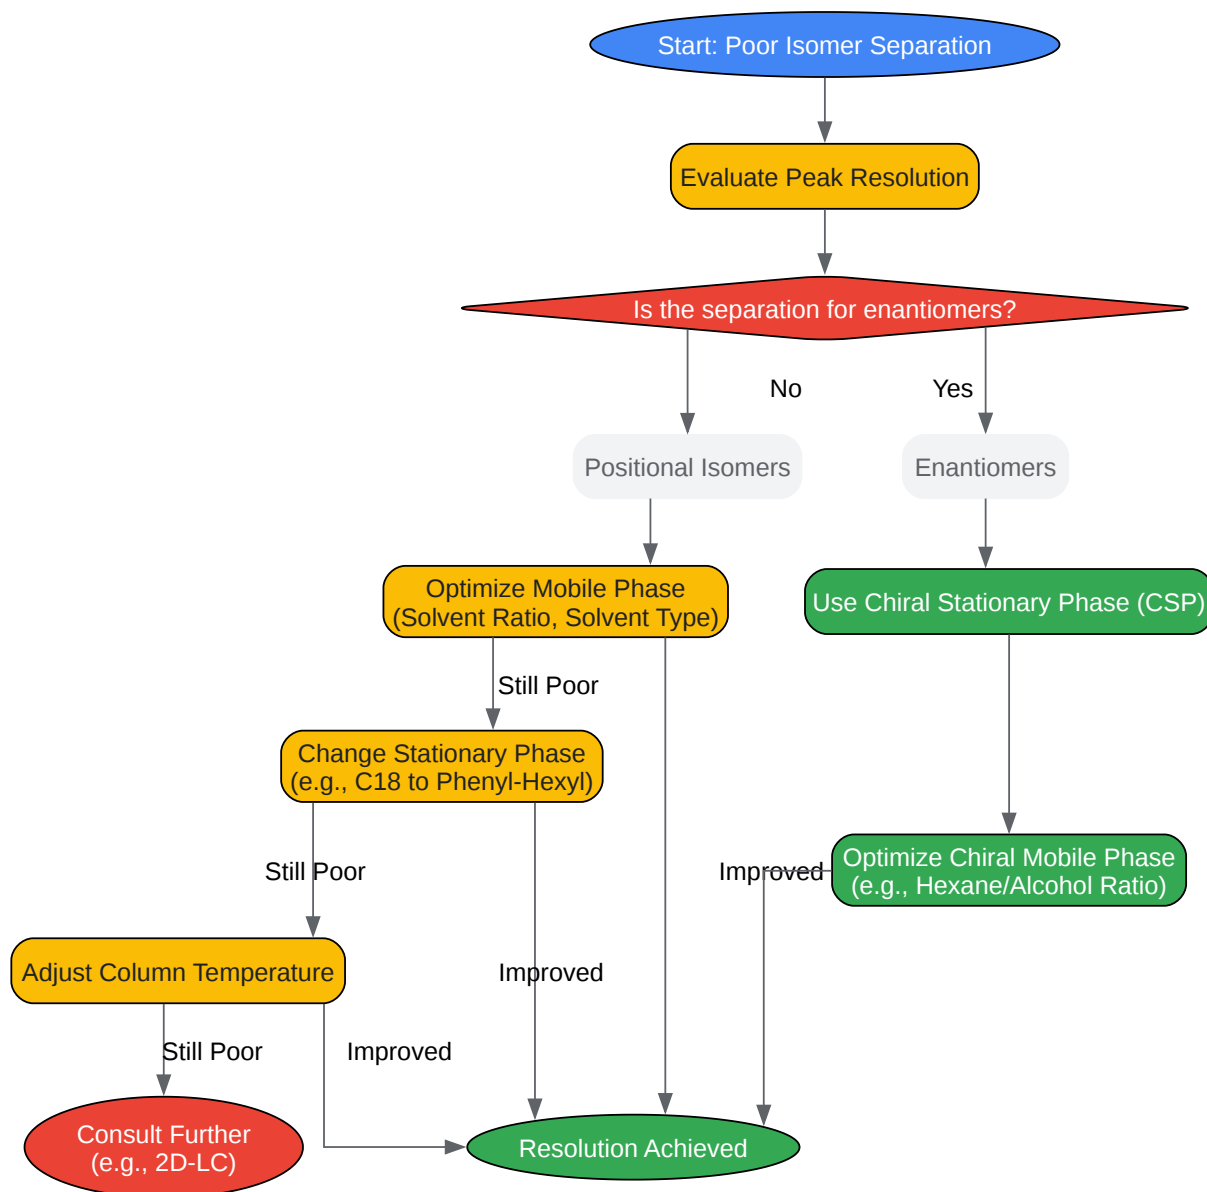 Start: Poor Isomer Separation
Evaluate Peak Resolution
Is the separation for enantiomers?
No
Yes
Positional Isomers
Enantiomers
Optimize Mobile Phase
(Solvent Ratio, Solvent Type)
Use Chiral Stationary Phase (CSP)
Still Poor
Change Stationary Phase
(e.g., C18 to Phenyl-Hexyl)
Still Poor
Improved
Optimize Chiral Mobile Phase
(e.g., Hexane/Alcohol Ratio)
Adjust Column Temperature
Improved
Still Poor
Improved
Consult Further
(e.g., 2D-LC)
Resolution Achieved